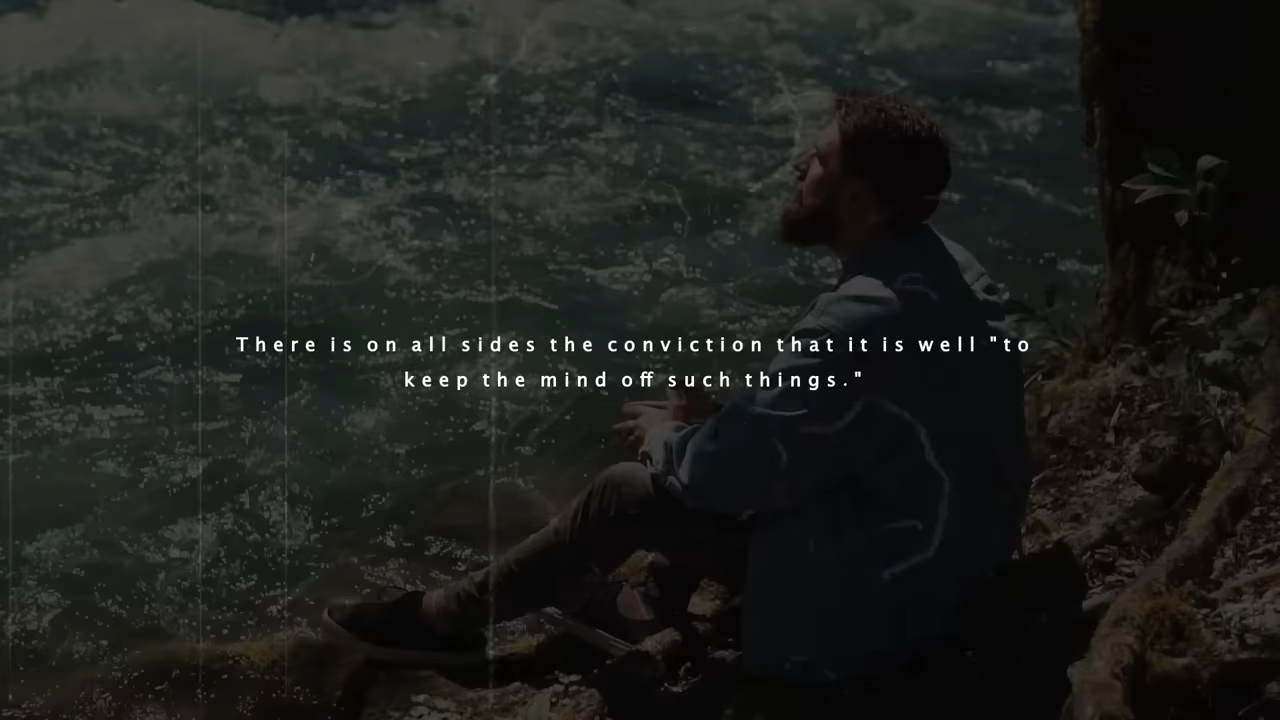 There is on all sides the conviction that it is well "to
keep the mind off such things."